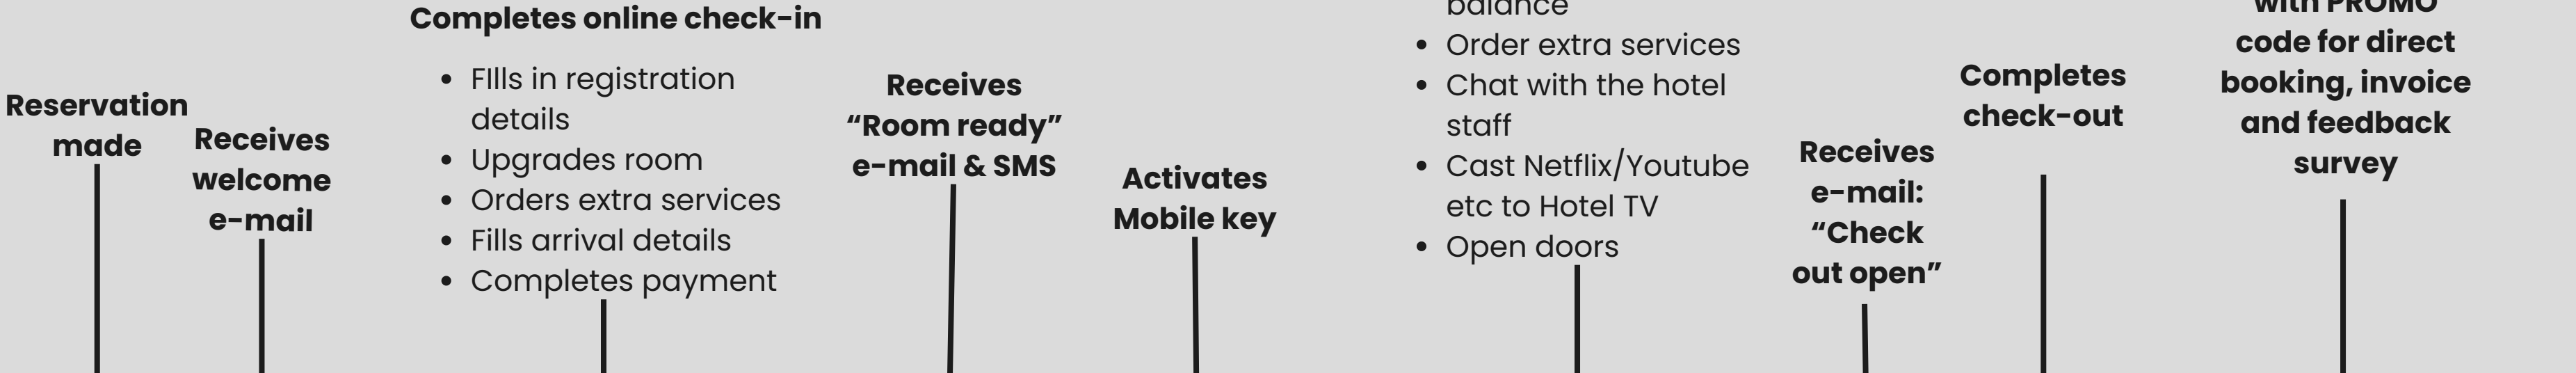 Reservation
made
Receives
welcome
e-mail
Completes online check-in
• FIlls in registration
details
• Upgrades room
• Orders extra services
• Fills arrival details
• Completes payment
Receives
“Room ready”
e-mail & SMS
Activates
Mobile key
balance
• Order extra services
• Chat with the hotel
staff
• Cast Netflix/Youtube
etc to Hotel TV
• Open doors
Receives
e-mail:
“Check
out open”
Completes
check-out
with PROMO
code for direct
booking, invoice
and feedback
survey